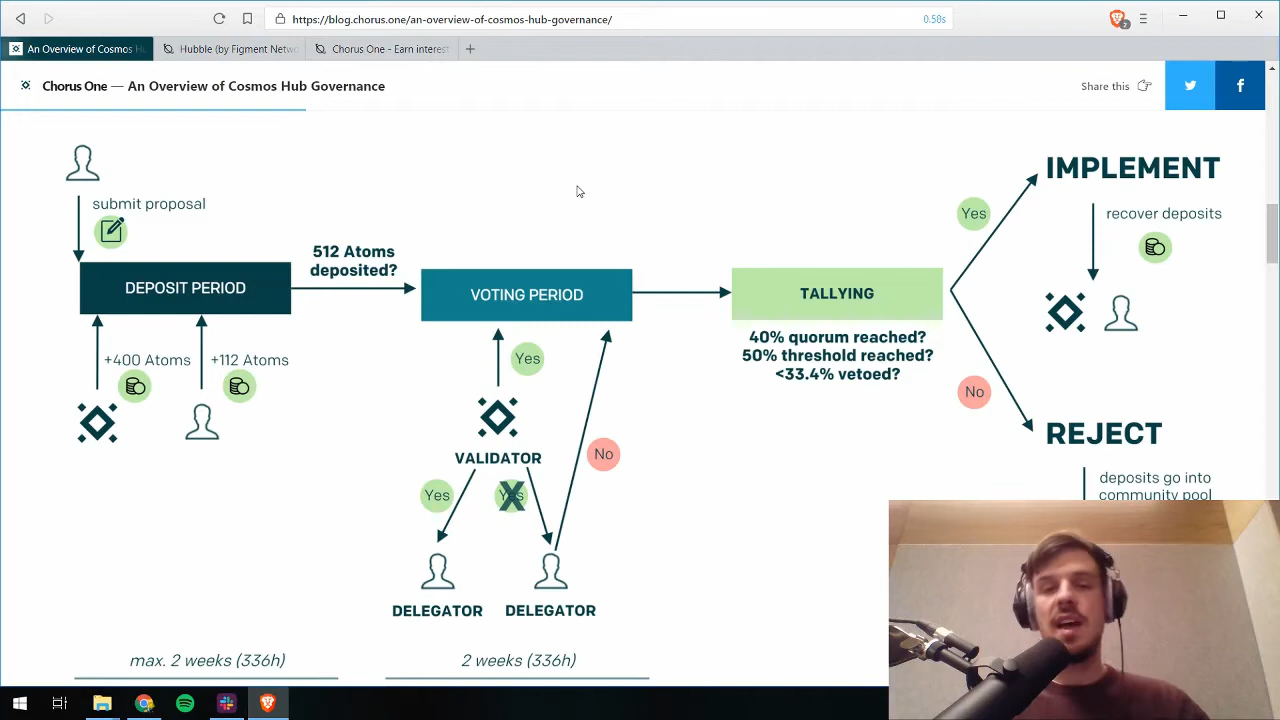 https://blog.chorus.one/an-overview-of-cosmos-hub-governance/
0.58s
2
An Overview of Cosmos Hu
Hubble (by Figment Netwo
Chorus One - Earn interest
Chorus One — An Overview of Cosmos Hub Governance
Share this
submit proposal
DEPOSIT PERIOD
512 Atoms
deposited?
+400 Atoms
+112 Atoms
VOTING PERIOD
Yes
VALIDATOR
Yes
Yes
X
No
DELEGATOR
DELEGATOR
TALLYING
40% quorum reached?
50% threshold reached?
<33.4% vetoed?
Yes
No
IMPLEMENT
recover deposits
REJECT
deposits go into
community pool
max. 2 weeks (336h)
2 weeks (336h)